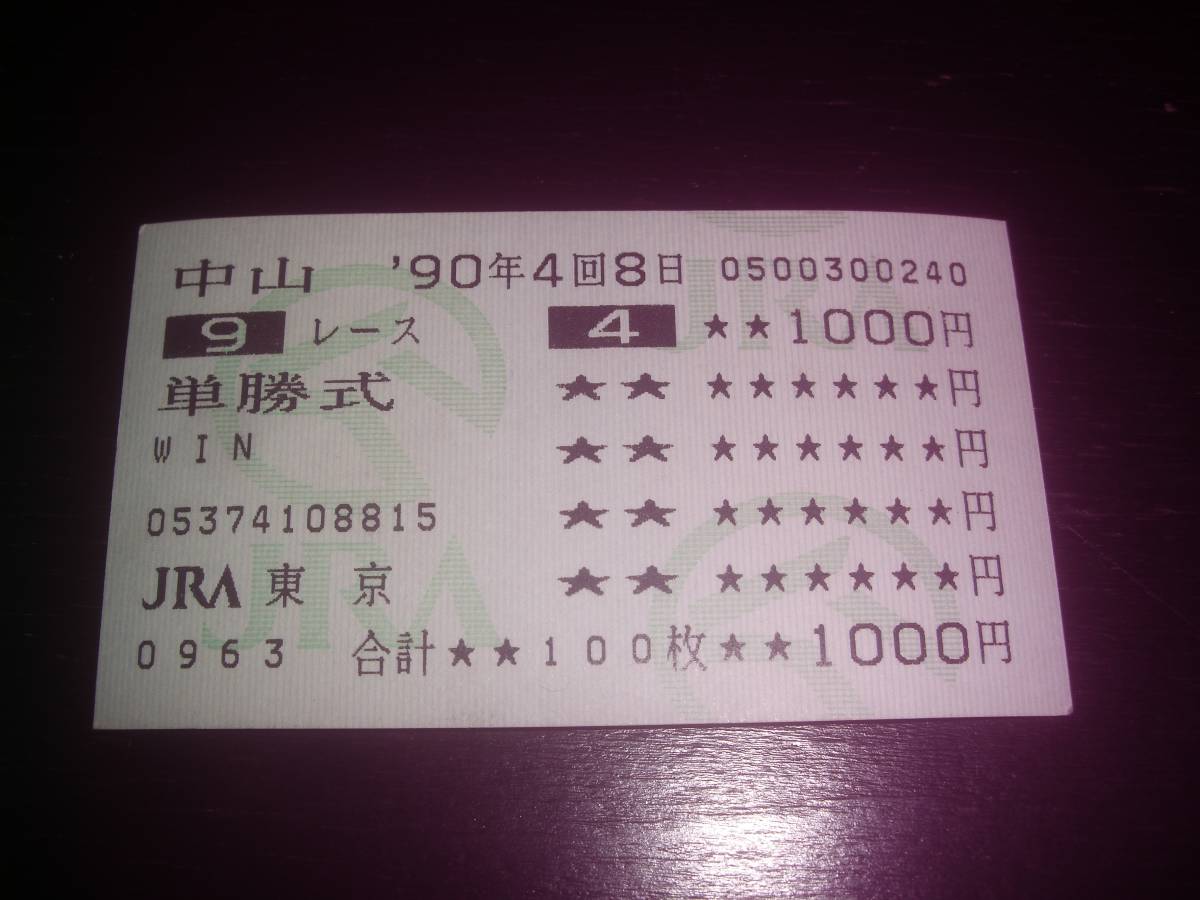 中山 '90年4回8日 0500300240
9 レース 4 ★★1000円
単勝式 ★★ ★★★★★★円
WIN ★★ ★★★★★★円
05374108815 ★★ ★★★★★★円
JRA 東京 ★★ ★★★★★★円
0963 合計★★100枚★★1000円
JRA
JRA